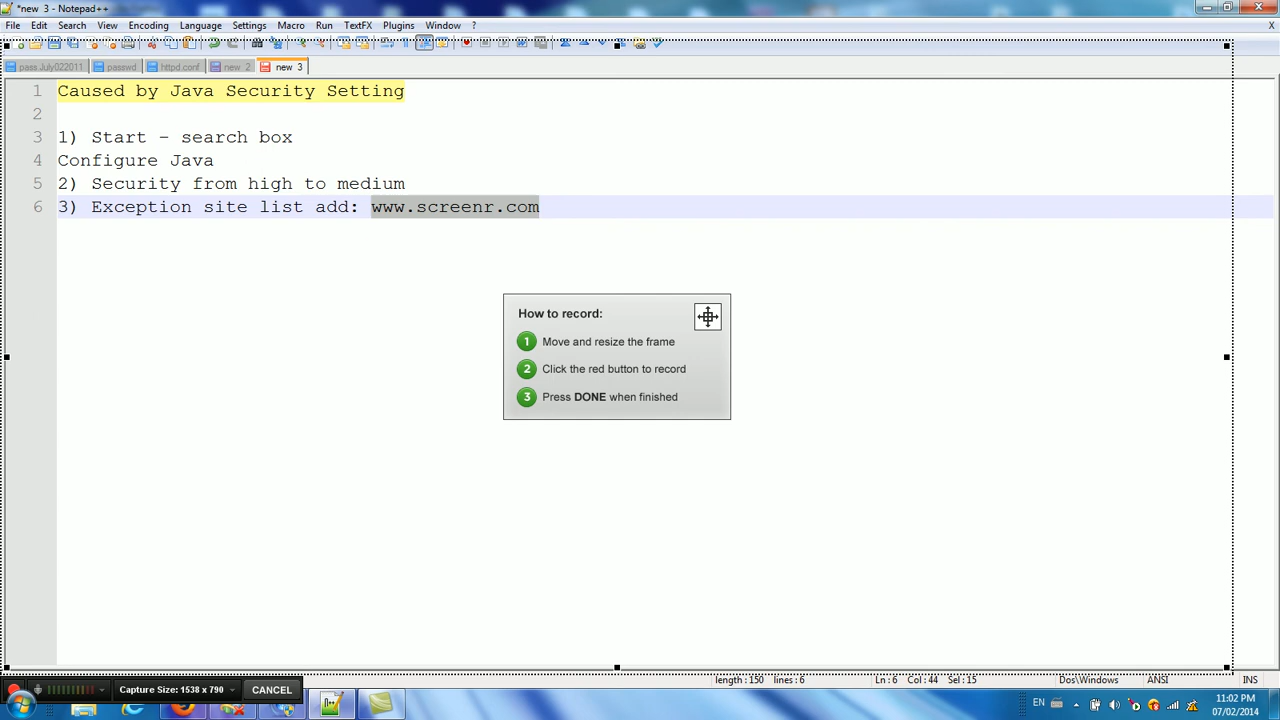 *new 3 - Notepad++
File Edit Search View Encoding Language Settings Macro Run TextFX Plugins Window ?
pass.July022011 passwd httpd.conf new 2 new 3
1 Caused by Java Security Setting
2
3 1) Start - search box
4 Configure Java
5 2) Security from high to medium
6 3) Exception site list add: www.screenr.com
How to record:
1 Move and resize the frame
2 Click the red button to record
3 Press DONE when finished
length : 150 lines : 6 Ln : 6 Col : 44 Sel : 15 Dos\Windows ANSI INS
Capture Size: 1538 x 790 CANCEL
EN
11:02 PM
07/02/2014